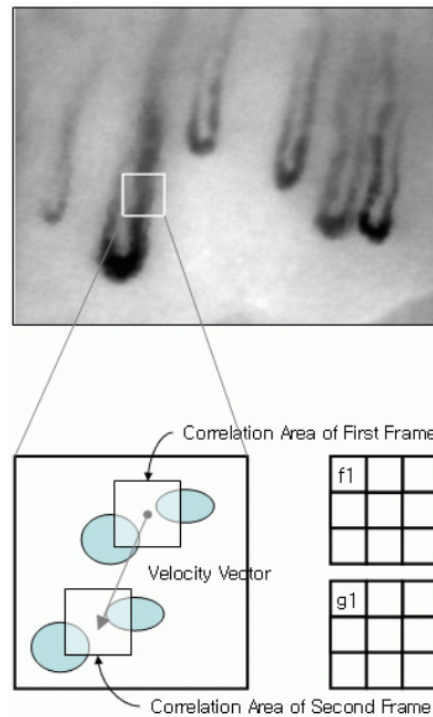 Correlation Area of First Frame
f1
Velocity Vector
g1
Correlation Area of Second Frame